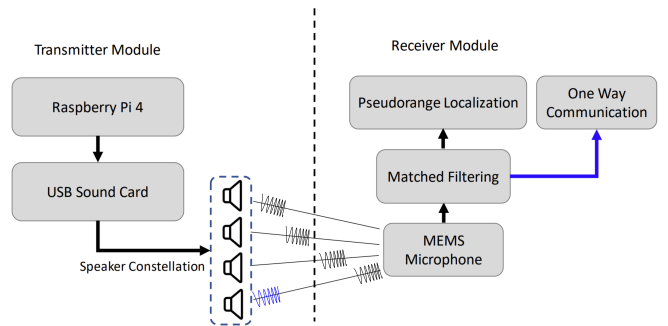 Transmitter Module
Raspberry Pi 4
USB Sound Card
Speaker Constellation
Receiver Module
Pseudorange Localization
One Way
Communication
Matched Filtering
MEMS
Microphone